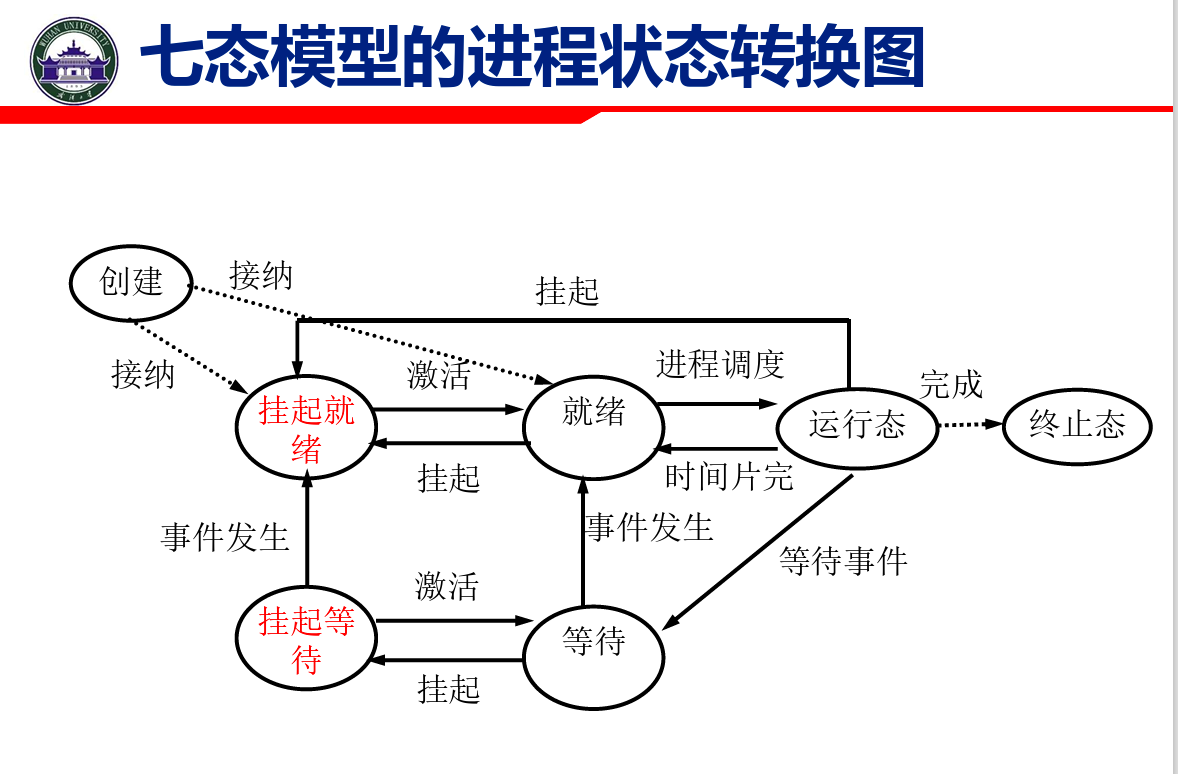 七态模型的进程状态转换图
WUHAN UNIVERSITY
1893
创建
接纳
挂起
接纳
激活
进程调度
完成
挂起就
绪
就绪
运行态
终止态
挂起
时间片完
事件发生
事件发生
等待事件
激活
挂起等
待
等待
挂起